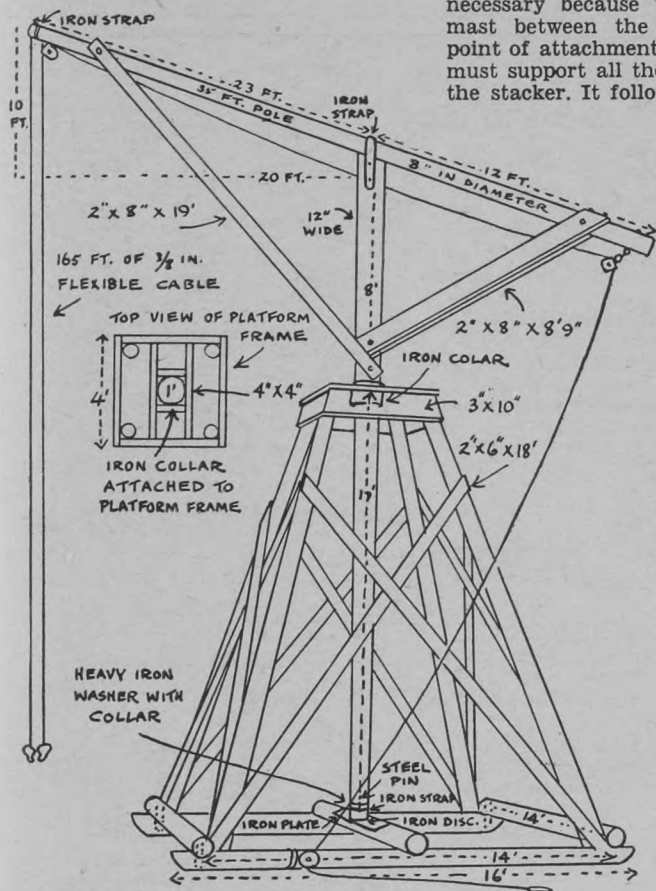 necessary because
mast between the
point of attachment
must support all the
the stacker. It follo
IRON STRAP
10
FT.
23 FT.
35 FT. POLE
IRON
STRAP
12 FT.
8" IN DIAMETER
20 FT.
2" X 8" X 19'
12"
WIDE
8'
165 FT. OF 3/8 IN.
FLEXIBLE CABLE
2" X 8" X 8'9"
TOP VIEW OF PLATFORM
FRAME
IRON COLAR
4'
1'
4" X 4"
3" X 10"
IRON COLLAR
ATTACHED TO
PLATFORM FRAME
2" X 6" X 18'
17'
HEAVY IRON
WASHER WITH
COLLAR
STEEL
PIN
IRON STRAP
IRON PLATE
IRON DISC.
14'
14'
16'